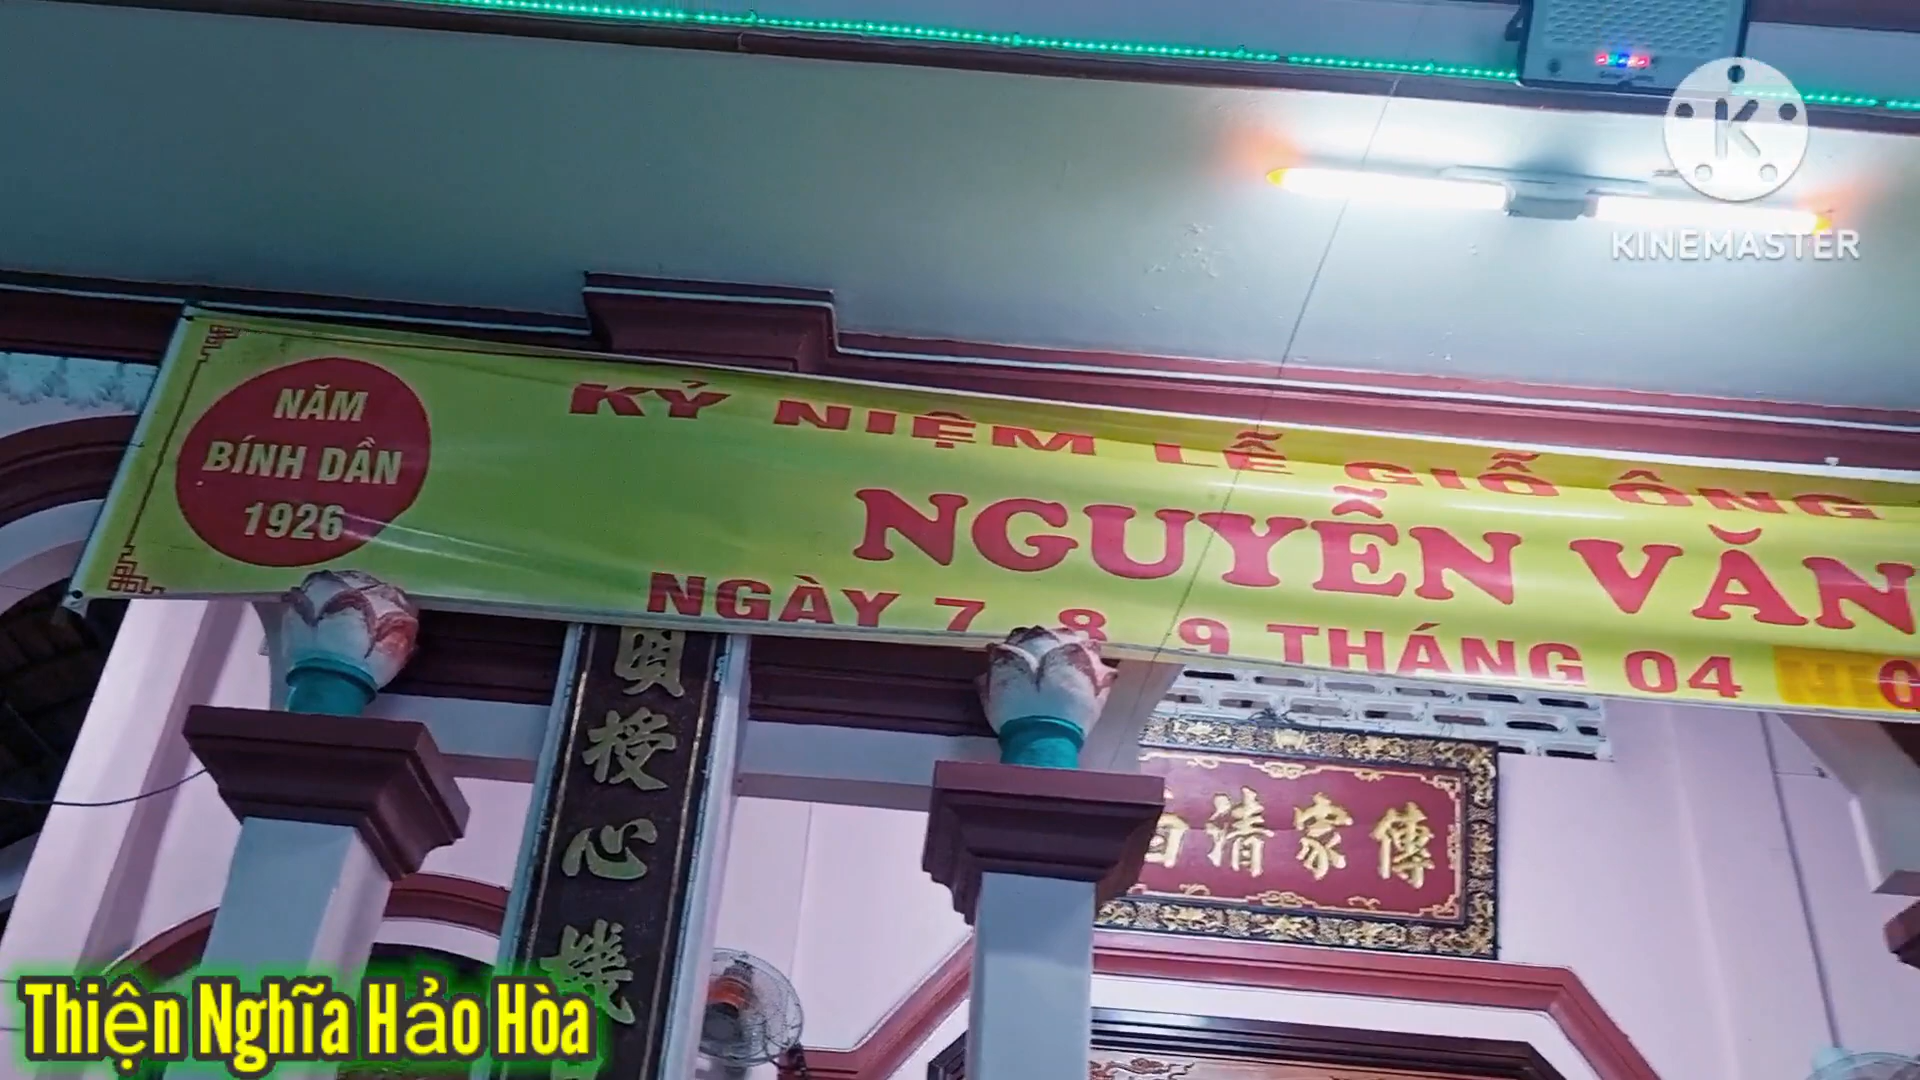 KINEMASTER
NĂM
BÍNH DẦN
1926
KỶ NIỆM LỄ GIỖ ÔNG
NGUYỄN VĂN
NGÀY 7 8 9 THÁNG 04
授心機
清家傳
Thiện Nghĩa Hảo Hòa